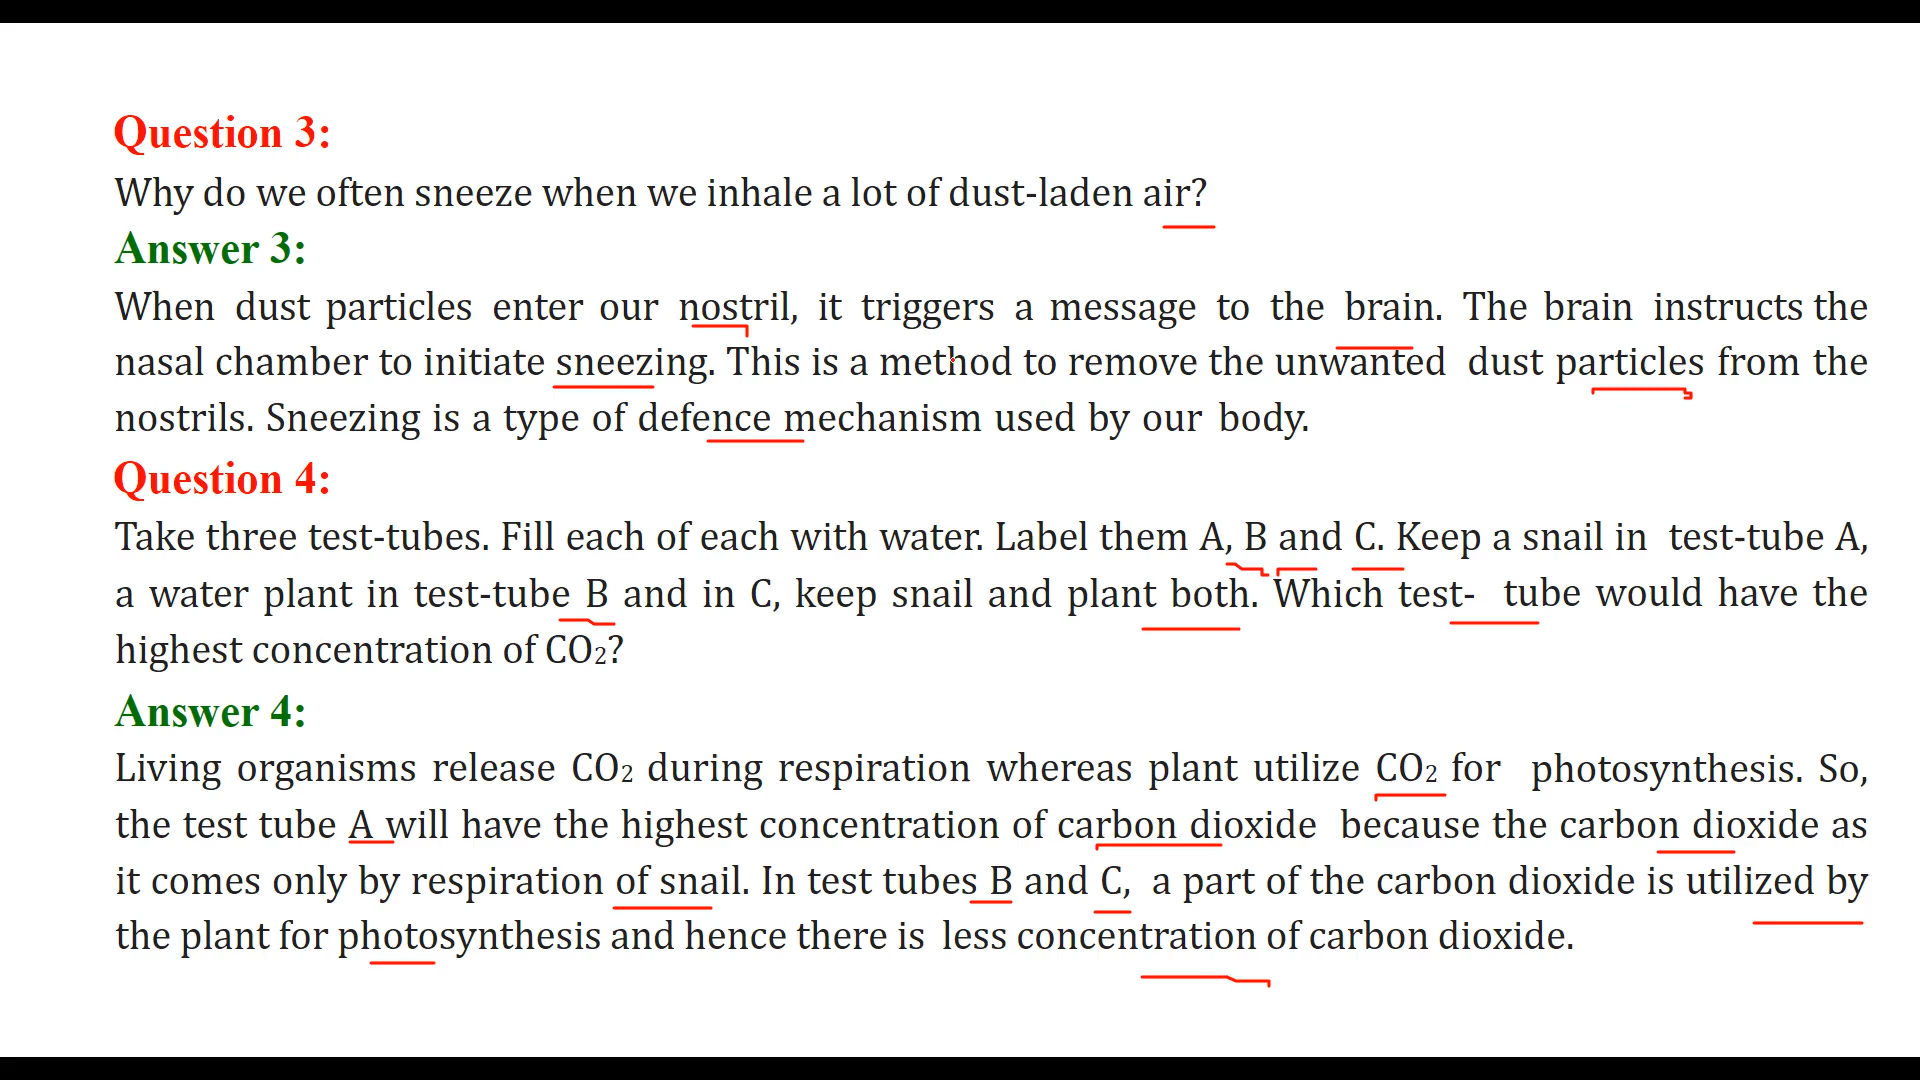 Question 3:
Why do we often sneeze when we inhale a lot of dust-laden air?
Answer 3:
When dust particles enter our nostril, it triggers a message to the brain. The brain instructs the
nasal chamber to initiate sneezing. This is a method to remove the unwanted dust particles from the
nostrils. Sneezing is a type of defence mechanism used by our body.
Question 4:
Take three test-tubes. Fill each of each with water. Label them A, B and C. Keep a snail in test-tube A,
a water plant in test-tube B and in C, keep snail and plant both. Which test- tube would have the
highest concentration of CO₂?
Answer 4:
Living organisms release CO₂ during respiration whereas plant utilize CO₂ for photosynthesis. So,
the test tube A will have the highest concentration of carbon dioxide because the carbon dioxide as
it comes only by respiration of snail. In test tubes B and C, a part of the carbon dioxide is utilized by
the plant for photosynthesis and hence there is less concentration of carbon dioxide.